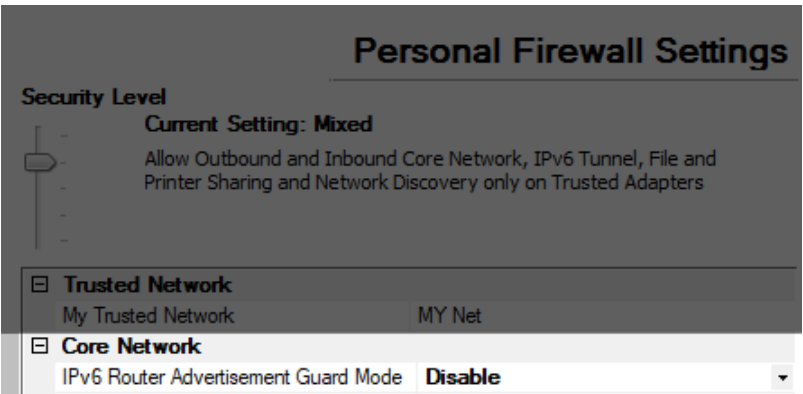 Personal Firewall Settings
Security Level
Current Setting: Mixed
Allow Outbound and Inbound Core Network, IPv6 Tunnel, File and
Printer Sharing and Network Discovery only on Trusted Adapters
Trusted Network
My Trusted Network MY Net
Core Network
IPv6 Router Advertisement Guard Mode Disable